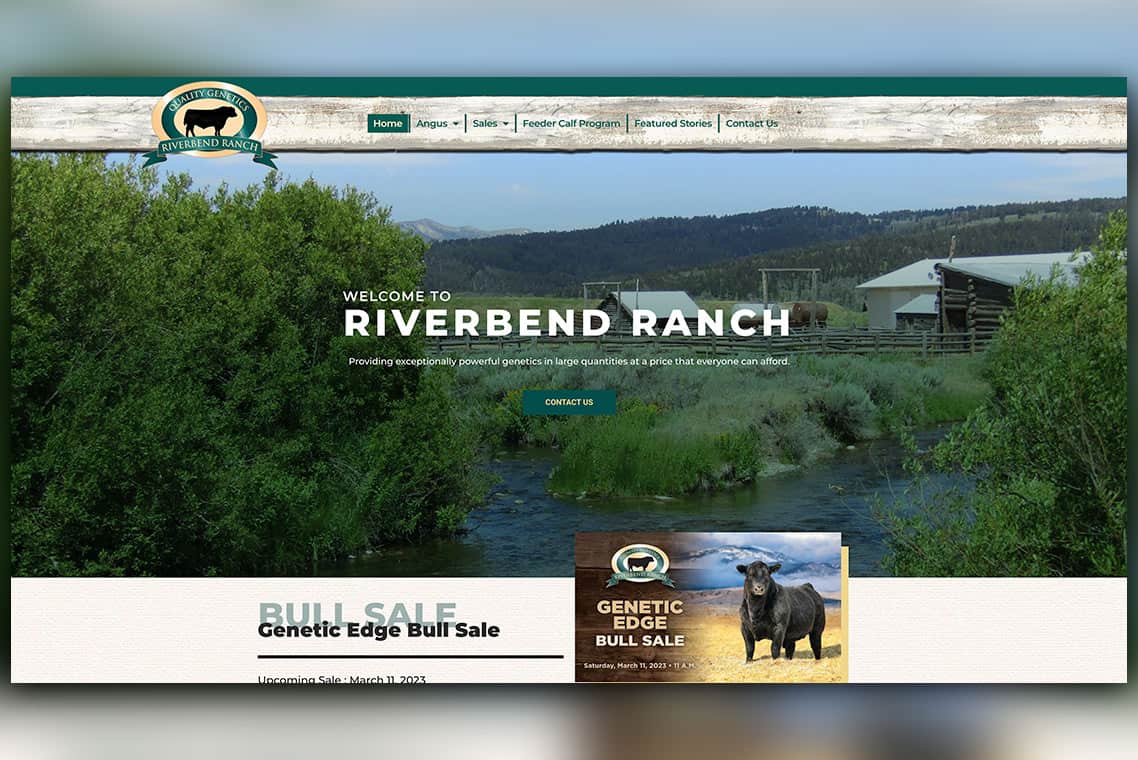 QUALITY GENETICS
RIVERBEND RANCH
Home
Angus
Sales
Feeder Calf Program
Featured Stories
Contact Us
WELCOME TO
RIVERBEND RANCH
Providing exceptionally powerful genetics in large quantities at a price that everyone can afford.
CONTACT US
BULL SALE
Genetic Edge Bull Sale
Upcoming Sale : March 11, 2023
RIVERBEND RANCH
GENETIC
EDGE
BULL SALE
Saturday, March 11, 2023 • 11 A.M.